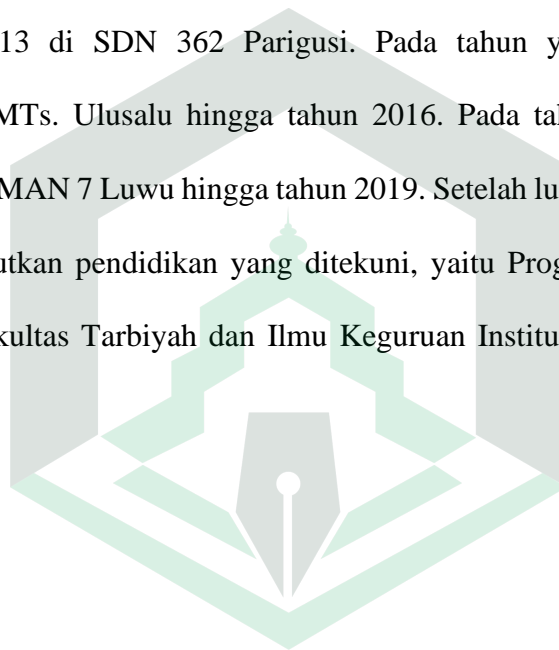 13 di SDN 362 Parigusi. Pada tahun y
MTs. Ulusalu hingga tahun 2016. Pada tah
MAN 7 Luwu hingga tahun 2019. Setelah lu
utkan pendidikan yang ditekuni, yaitu Prog
kultas Tarbiyah dan Ilmu Keguruan Institu